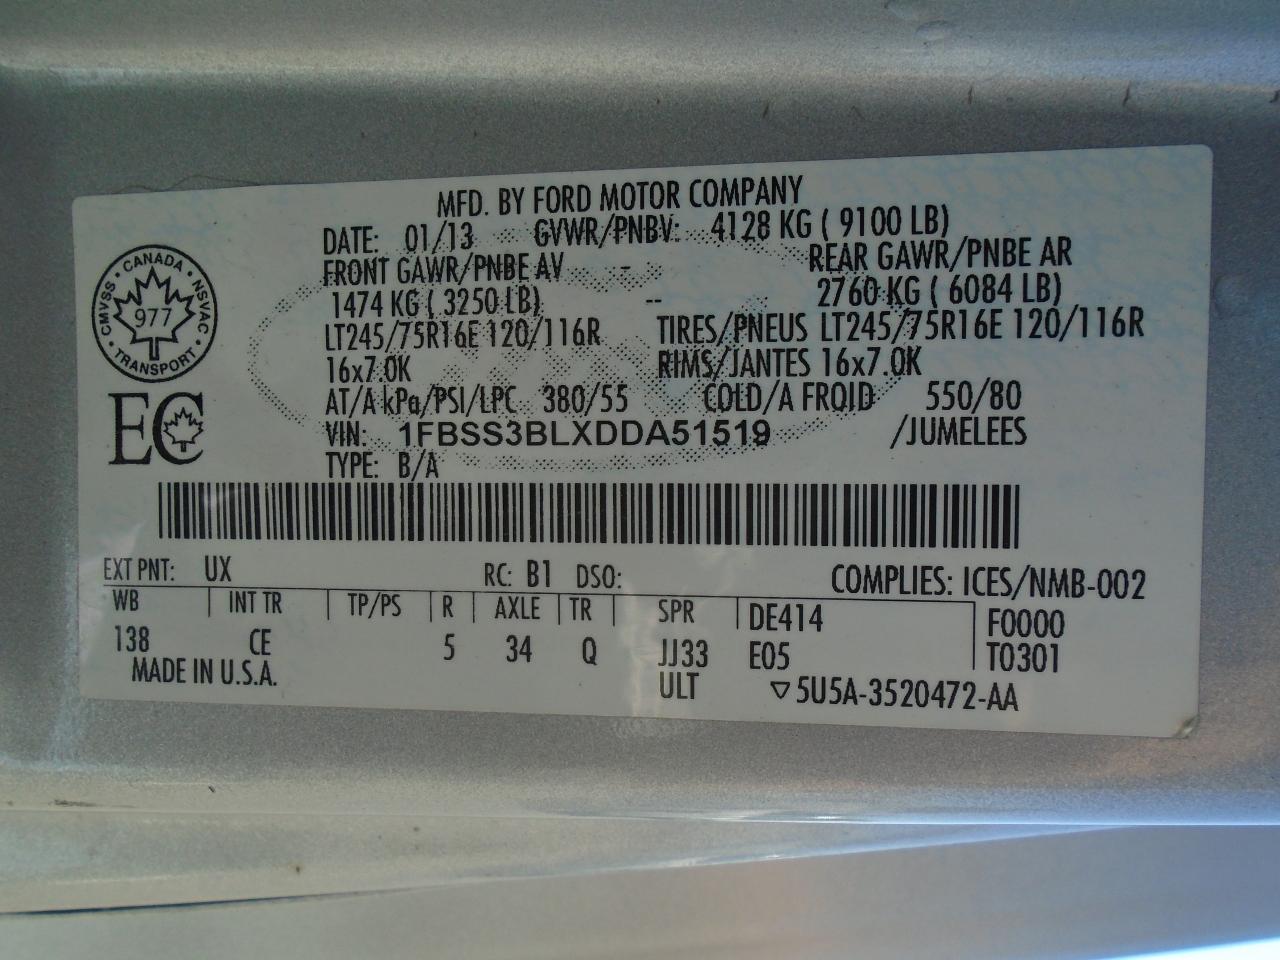 MFD. BY FORD MOTOR COMPANY
DATE: 01/13 GVWR/PNBV: 4128 KG ( 9100 LB)
FRONT GAWR/PNBE AV - REAR GAWR/PNBE AR
1474 KG ( 3250 LB) -- 2760 KG ( 6084 LB)
LT245/75R16E 120/116R TIRES/PNEUS LT245/75R16E 120/116R
16x7.0K RIMS/JANTES 16x7.0K
AT/A kPa/PSI/LPC 380/55 COLD/A FROID 550/80
VIN: 1FBSS3BLXDDA51519 /JUMELEES
TYPE: B/A
CANADA
CMVSS NSVAC
977
TRANSPORT
EC
EXT PNT: UX RC: B1 DSO: COMPLIES: ICES/NMB-002
WB INT TR TP/PS R AXLE TR SPR DE414 F0000
138 CE 5 34 Q JJ33 E05 T0301
MADE IN U.S.A. ULT ▽5U5A-3520472-AA